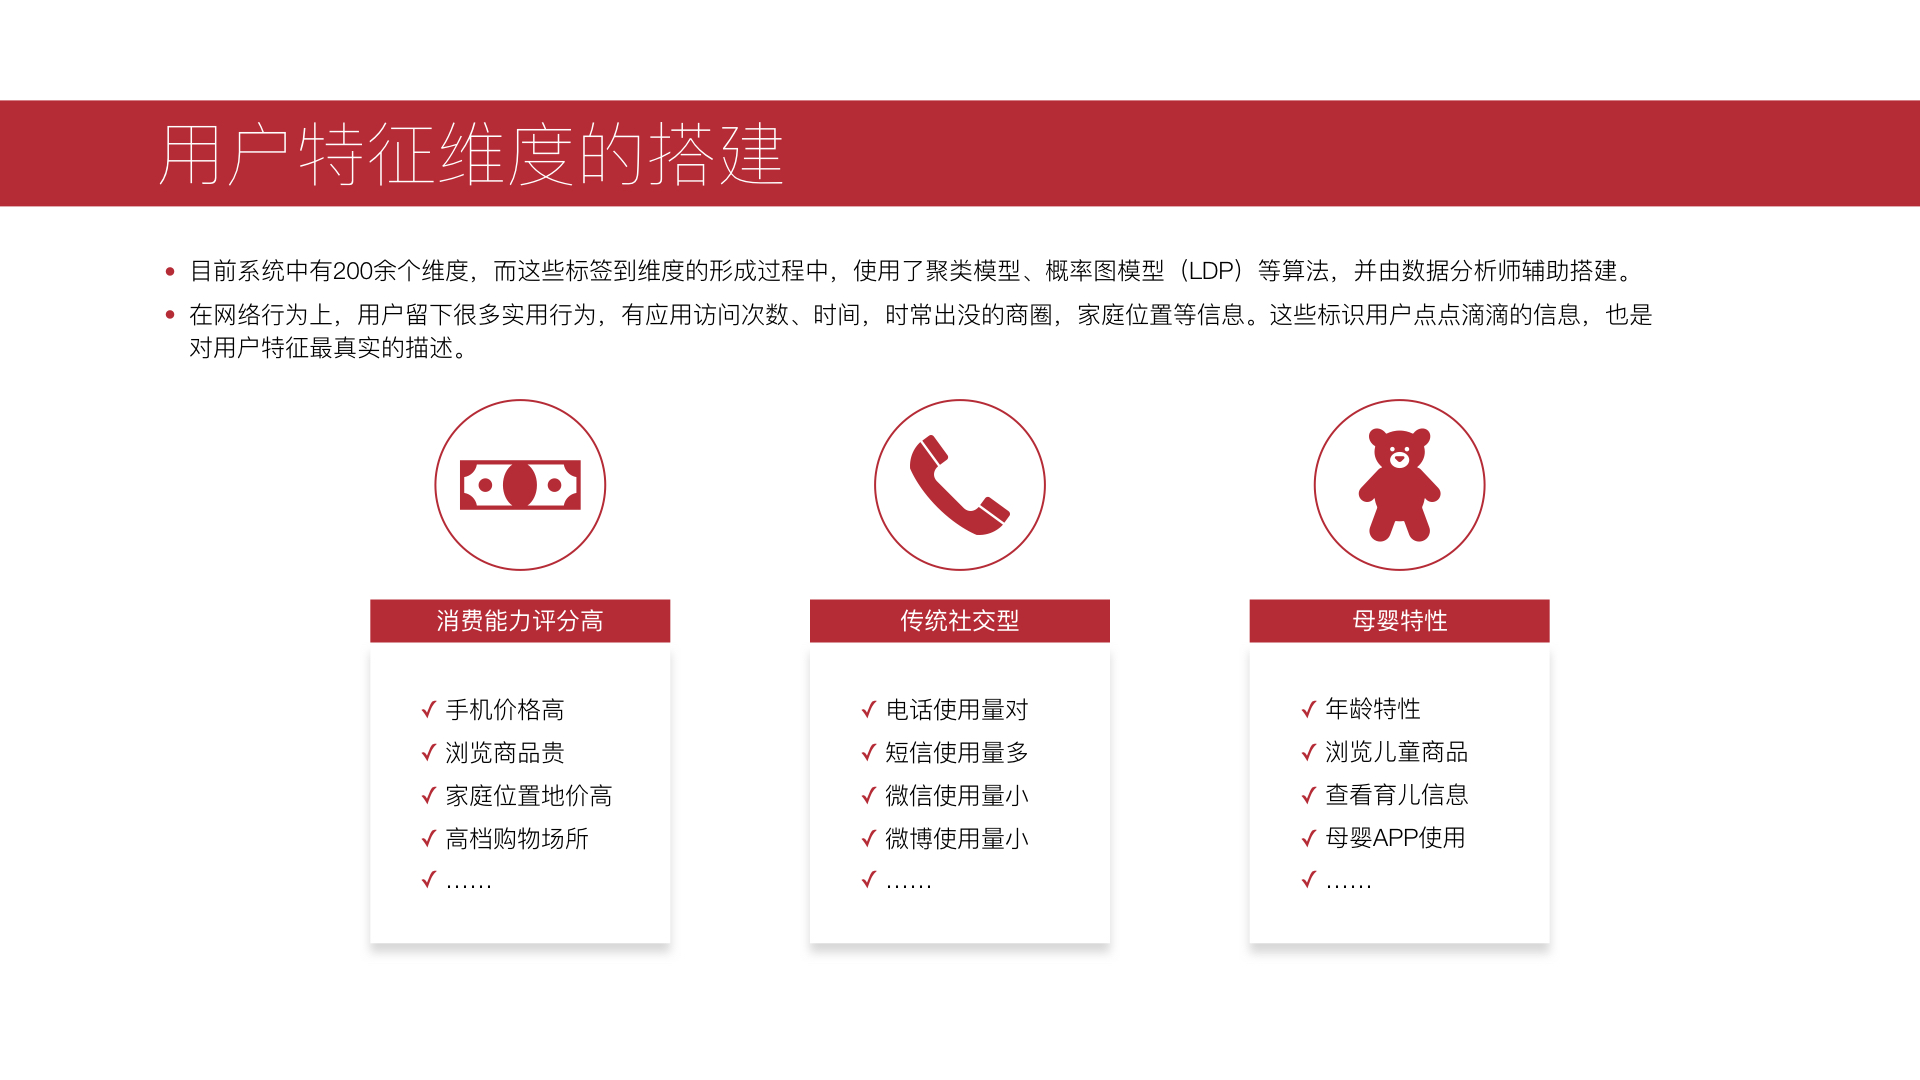 用户特征维度的搭建
• 目前系统中有200余个维度，而这些标签到维度的形成过程中，使用了聚类模型、概率图模型（LDP）等算法，并由数据分析师辅助搭建。
• 在网络行为上，用户留下很多实用行为，有应用访问次数、时间，时常出没的商圈，家庭位置等信息。这些标识用户点点滴滴的信息，也是
对用户特征最真实的描述。
消费能力评分高
✓ 手机价格高
✓ 浏览商品贵
✓ 家庭位置地价高
✓ 高档购物场所
✓ ……
传统社交型
✓ 电话使用量对
✓ 短信使用量多
✓ 微信使用量小
✓ 微博使用量小
✓ ……
母婴特性
✓ 年龄特性
✓ 浏览儿童商品
✓ 查看育儿信息
✓ 母婴APP使用
✓ ……